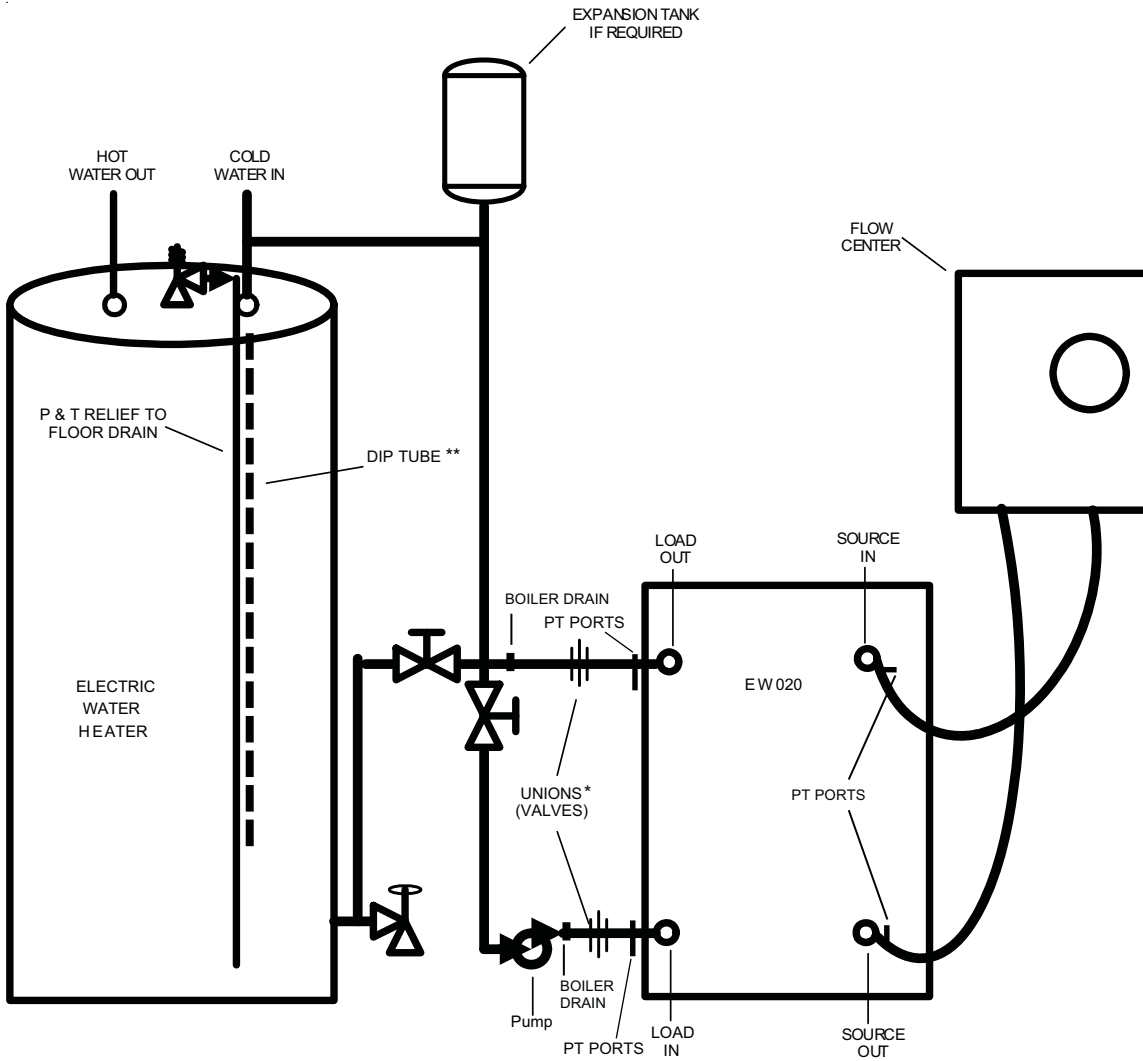 EXPANSION TANK
IF REQUIRED
HOT
WATER OUT
COLD
WATER IN
FLOW
CENTER
P & T RELIEF TO
FLOOR DRAIN
DIP TUBE **
LOAD
OUT
SOURCE
IN
BOILER DRAIN
PT PORTS
ELECTRIC
WATER
HEATER
EW020
UNIONS*
(VALVES)
PT PORTS
BOILER
DRAIN
Pump
PT PORTS
LOAD
IN
SOURCE
OUT